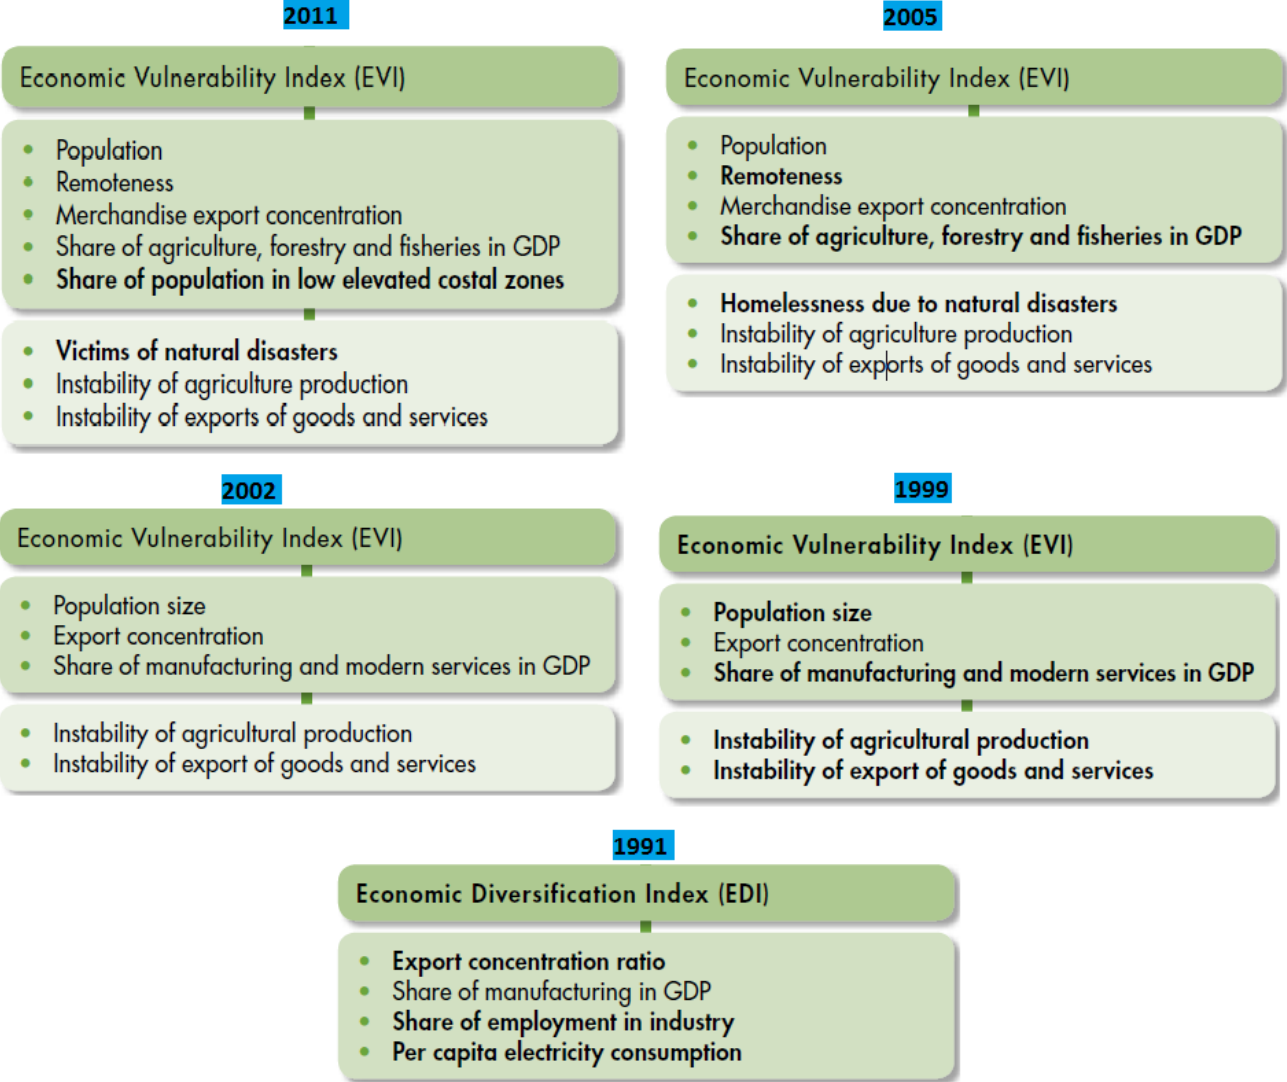 2011
Economic Vulnerability Index (EVI)
• Population
• Remoteness
• Merchandise export concentration
• Share of agriculture, forestry and fisheries in GDP
• Share of population in low elevated costal zones
• Victims of natural disasters
• Instability of agriculture production
• Instability of exports of goods and services
2005
Economic Vulnerability Index (EVI)
• Population
• Remoteness
• Merchandise export concentration
• Share of agriculture, forestry and fisheries in GDP
• Homelessness due to natural disasters
• Instability of agriculture production
• Instability of exports of goods and services
2002
Economic Vulnerability Index (EVI)
• Population size
• Export concentration
• Share of manufacturing and modern services in GDP
• Instability of agricultural production
• Instability of export of goods and services
1999
Economic Vulnerability Index (EVI)
• Population size
• Export concentration
• Share of manufacturing and modern services in GDP
• Instability of agricultural production
• Instability of export of goods and services
1991
Economic Diversification Index (EDI)
• Export concentration ratio
• Share of manufacturing in GDP
• Share of employment in industry
• Per capita electricity consumption